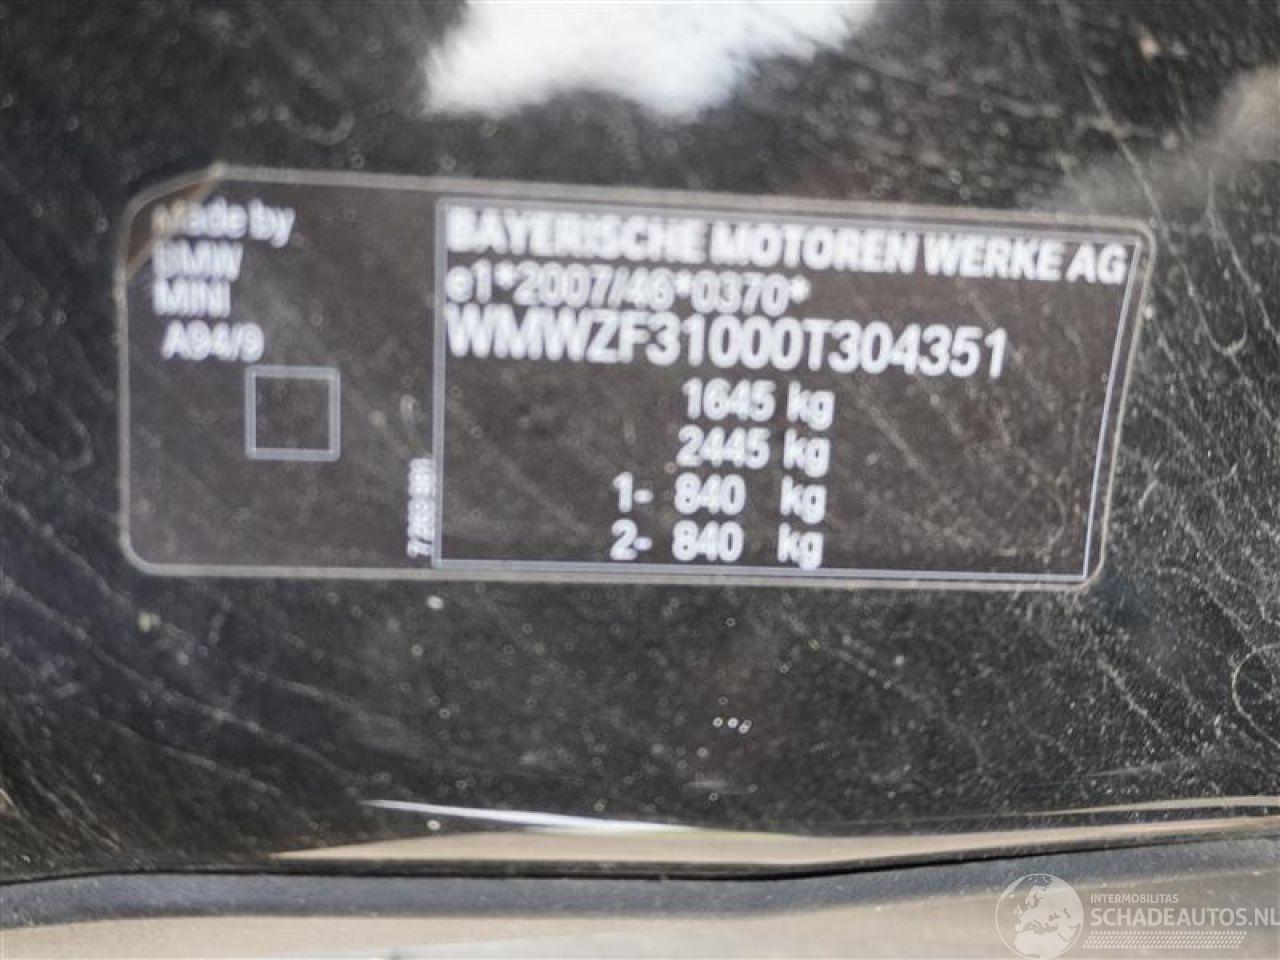 Made by
BMW
MINI
A94/9
BAYERISCHE MOTOREN WERKE AG
e1*2007/46*0370*
WMWZF31000T304351
1645 kg
2445 kg
1- 840 kg
2- 840 kg
INTERMOBILITAS
SCHADEAUTOS.NL